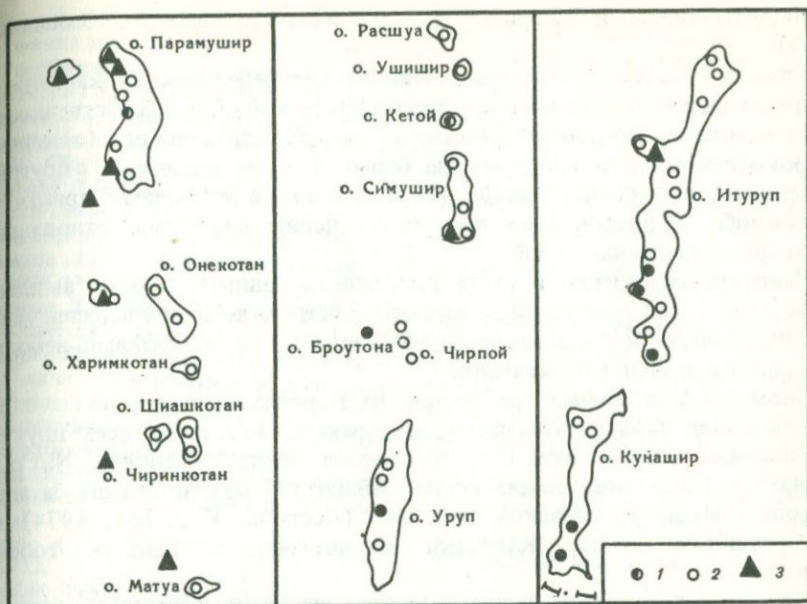 о. Парамушир
о. Онекотан
о. Харимкотан
о. Шиашкотан
о. Чиринкотан
о. Матуа
о. Расшуа
о. Ушишир
о. Кетой
о. Симушир
о. Броутона
о. Чирпой
о. Уруп
о. Итуруп
о. Кунашир
1 2 3